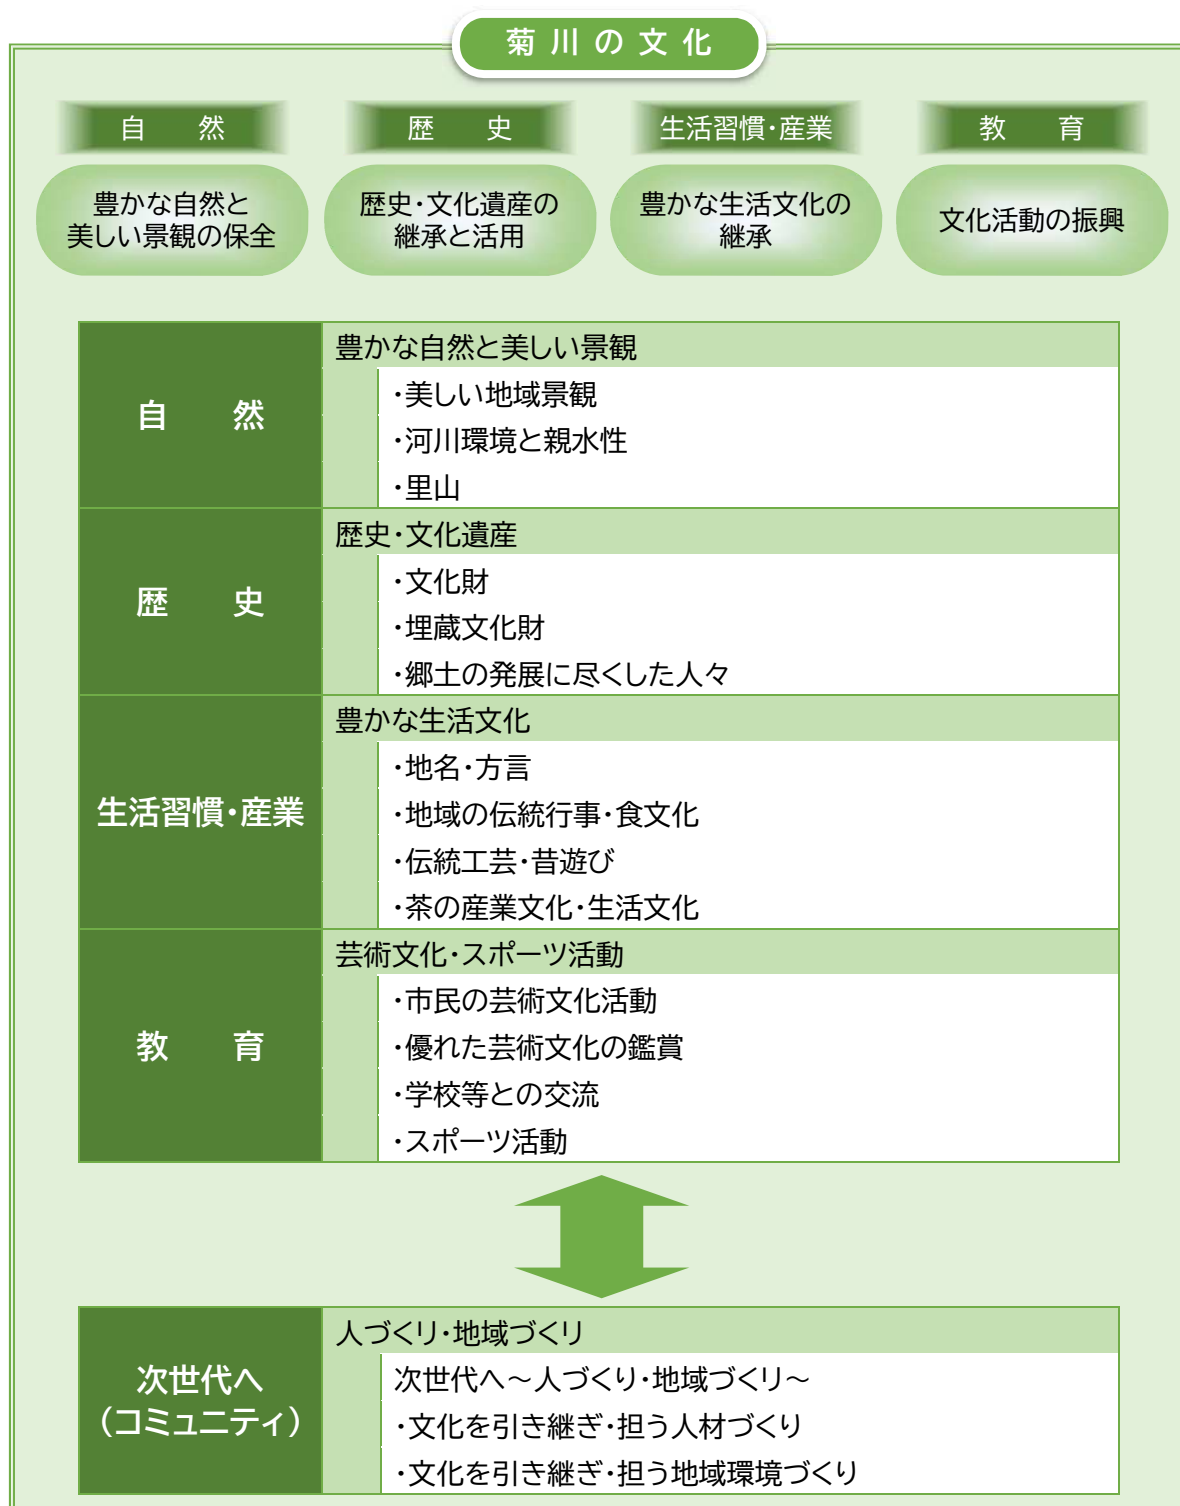 菊川の文化
自　然
歴　史
生活習慣・産業
教　育
豊かな自然と
美しい景観の保全
歴史・文化遺産の
継承と活用
豊かな生活文化の
継承
文化活動の振興
自　然
豊かな自然と美しい景観
・美しい地域景観
・河川環境と親水性
・里山
歴　史
歴史・文化遺産
・文化財
・埋蔵文化財
・郷土の発展に尽くした人々
生活習慣・産業
豊かな生活文化
・地名・方言
・地域の伝統行事・食文化
・伝統工芸・昔遊び
・茶の産業文化・生活文化
教　育
芸術文化・スポーツ活動
・市民の芸術文化活動
・優れた芸術文化の鑑賞
・学校等との交流
・スポーツ活動
次世代へ
（コミュニティ）
人づくり・地域づくり
次世代へ～人づくり・地域づくり～
・文化を引き継ぎ・担う人材づくり
・文化を引き継ぎ・担う地域環境づくり